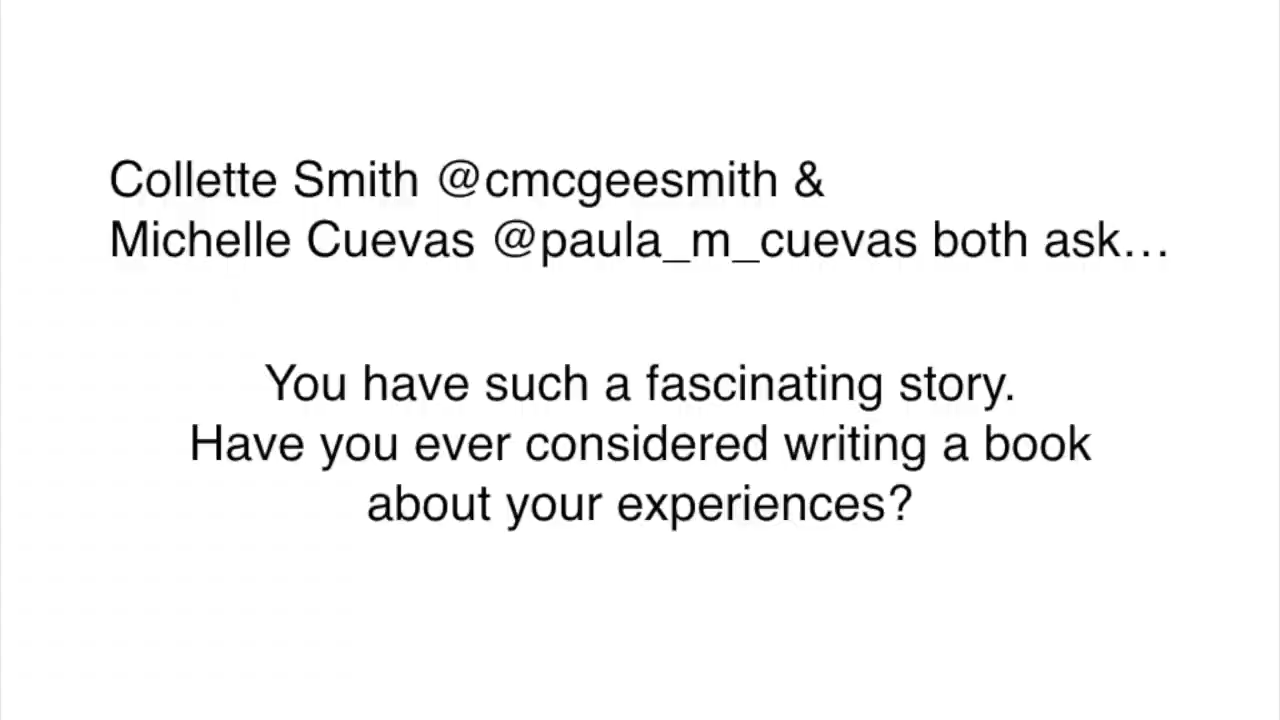 Collette Smith @cmcgeesmith &
Michelle Cuevas @paula_m_cuevas both ask…
You have such a fascinating story.
Have you ever considered writing a book
about your experiences?